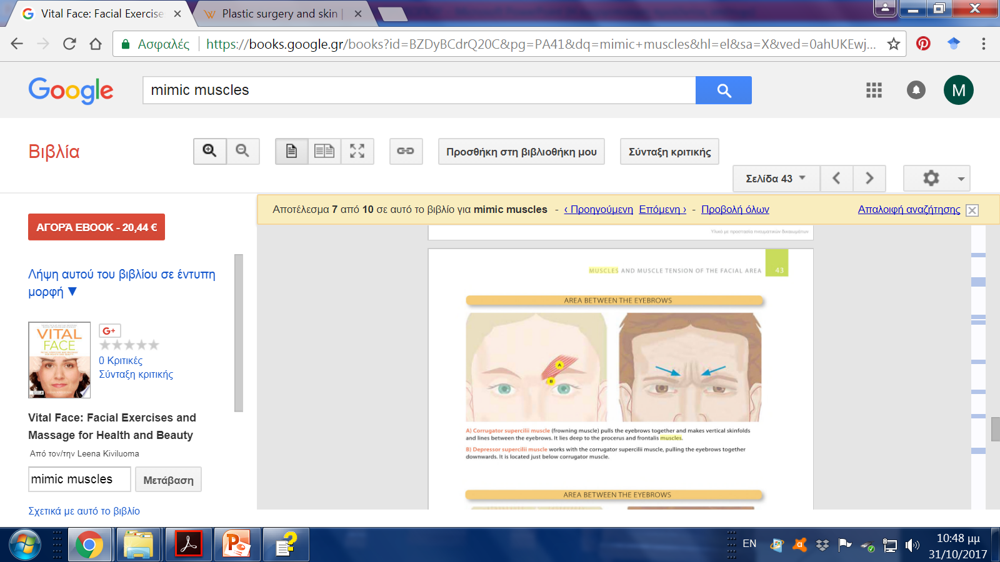 Vital Face: Facial Exercise
Plastic surgery and skin |
Ασφαλές
https://books.google.gr/books?id=BZDyBCdrQ20C&pg=PA41&dq=mimic+muscles&hl=el&sa=X&ved=0ahUKEwj...
Google
mimic muscles
M
Βιβλία
Προσθήκη στη βιβλιοθήκη μου
Σύνταξη κριτικής
Σελίδα 43
Αποτέλεσμα 7 από 10 σε αυτό το βιβλίο για mimic muscles - ‹ Προηγούμενη Επόμενη › - Προβολή όλων
Απαλοιφή αναζήτησης
ΑΓΟΡΆ EBOOK - 20,44 €
Λήψη αυτού του βιβλίου σε έντυπη
μορφή ▼
VITAL
FACE
G+
0 Κριτικές
Σύνταξη κριτικής
Vital Face: Facial Exercises and
Massage for Health and Beauty
Από τον/την Leena Kiviluoma
mimic muscles
Μετάβαση
Σχετικά με αυτό το βιβλίο
Υλικό με προστασία πνευματικών δικαιωμάτων
MUSCLES AND MUSCLE TENSION OF THE FACIAL AREA 43
AREA BETWEEN THE EYEBROWS
A
B
A) Corrugator supercilii muscle (frowning muscle) pulls the eyebrows together and makes vertical skinfolds
and lines between the eyebrows. It lies deep to the procerus and frontalis muscles.
B) Depressor supercilii muscle works with the corrugator supercilii muscle, pulling the eyebrows together
downwards. It is located just below corrugator muscle.
AREA BETWEEN THE EYEBROWS
EN
10:48 μμ
31/10/2017